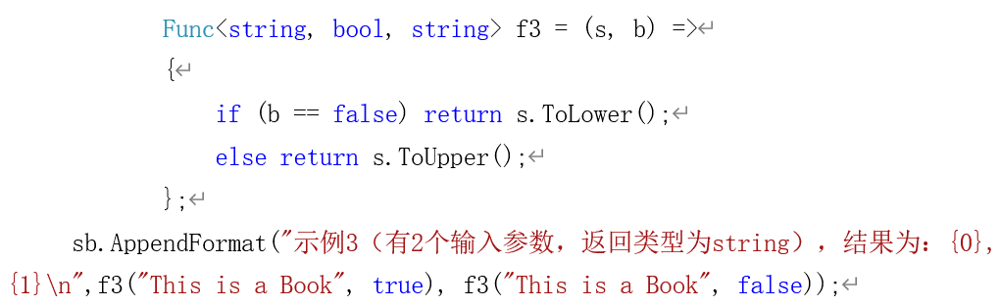 Func<string, bool, string> f3 = (s, b) =>↵
{↵
if (b == false) return s.ToLower();↵
else return s.ToUpper();↵
};↵
sb.AppendFormat("示例3（有2个输入参数，返回类型为string），结果为：{0},
{1}\n",f3("This is a Book", true), f3("This is a Book", false));↵